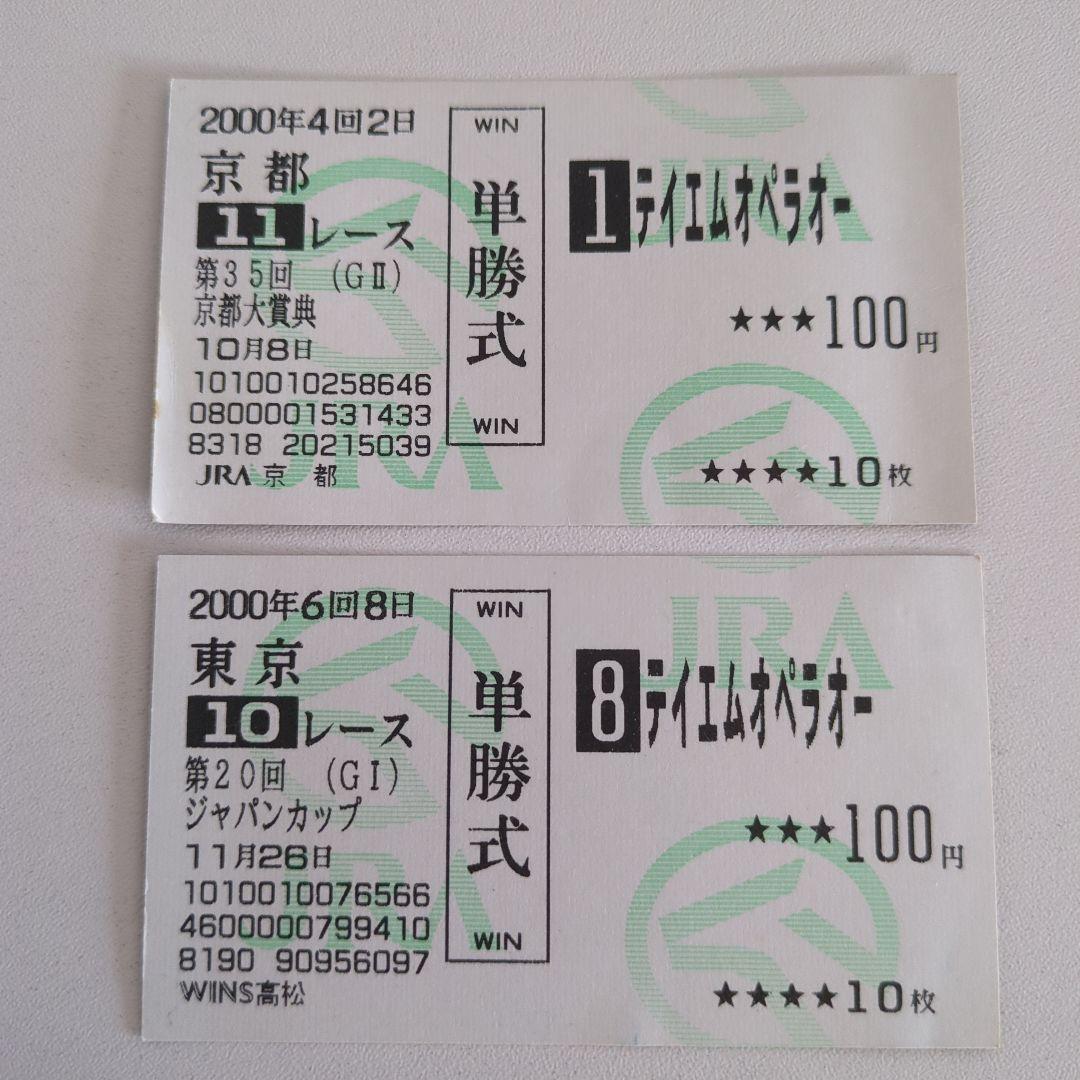 2000年4回2日
京都
11レース
第35回 (GⅡ)
京都大賞典
10月8日
1010010258646
0800001531433
8318 20215039
JRA 京 都
WIN
単勝式
WIN
1 テイエムオペラオー
★★★100円
★★★★10枚
JRA
JRA
2000年6回8日
東京
10レース
第20回 (GⅠ)
ジャパンカップ
11月26日
1010010076566
4600000799410
8190 90956097
WINS高松
WIN
単勝式
WIN
8 テイエムオペラオー
★★★100円
★★★★10枚
JRA
JRA